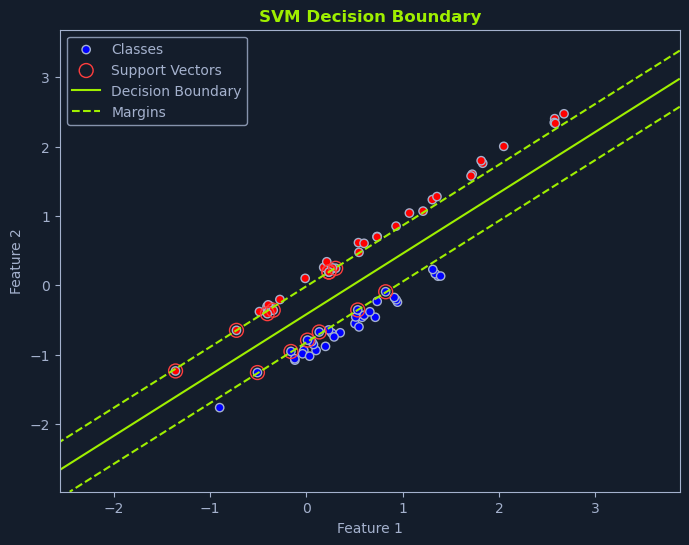 SVM Decision Boundary
Classes
Support Vectors
Decision Boundary
Margins
Feature 2
3
2
1
0
−1
−2
−2
−1
0
1
2
3
Feature 1